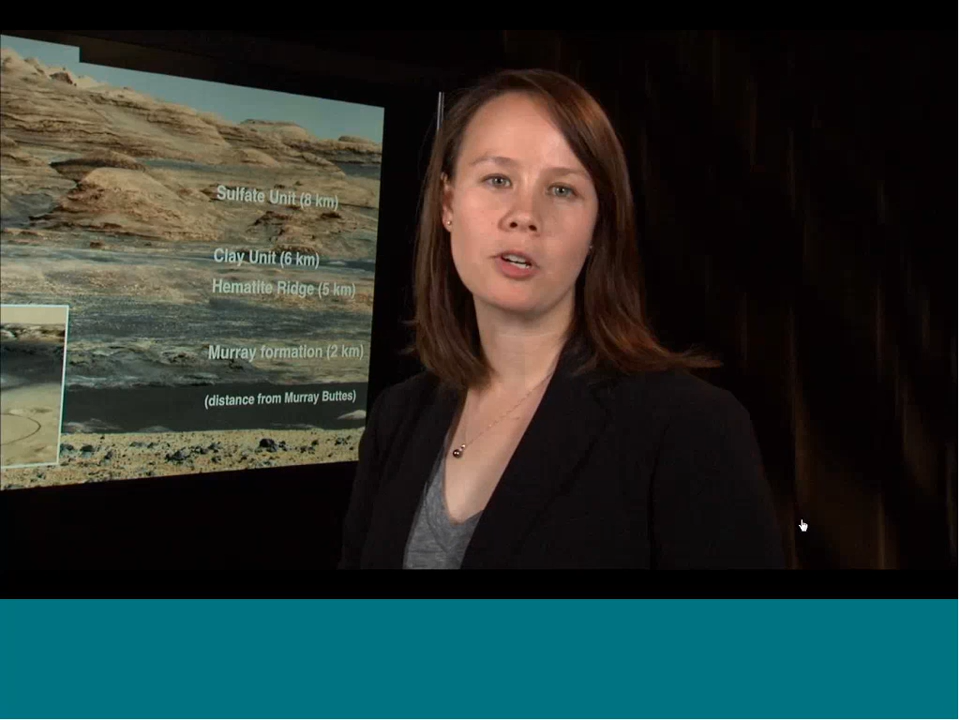 Sulfate Unit (8 km)
Clay Unit (6 km)
Hematite Ridge (5 km)
Murray formation (2 km)
(distance from Murray Buttes)